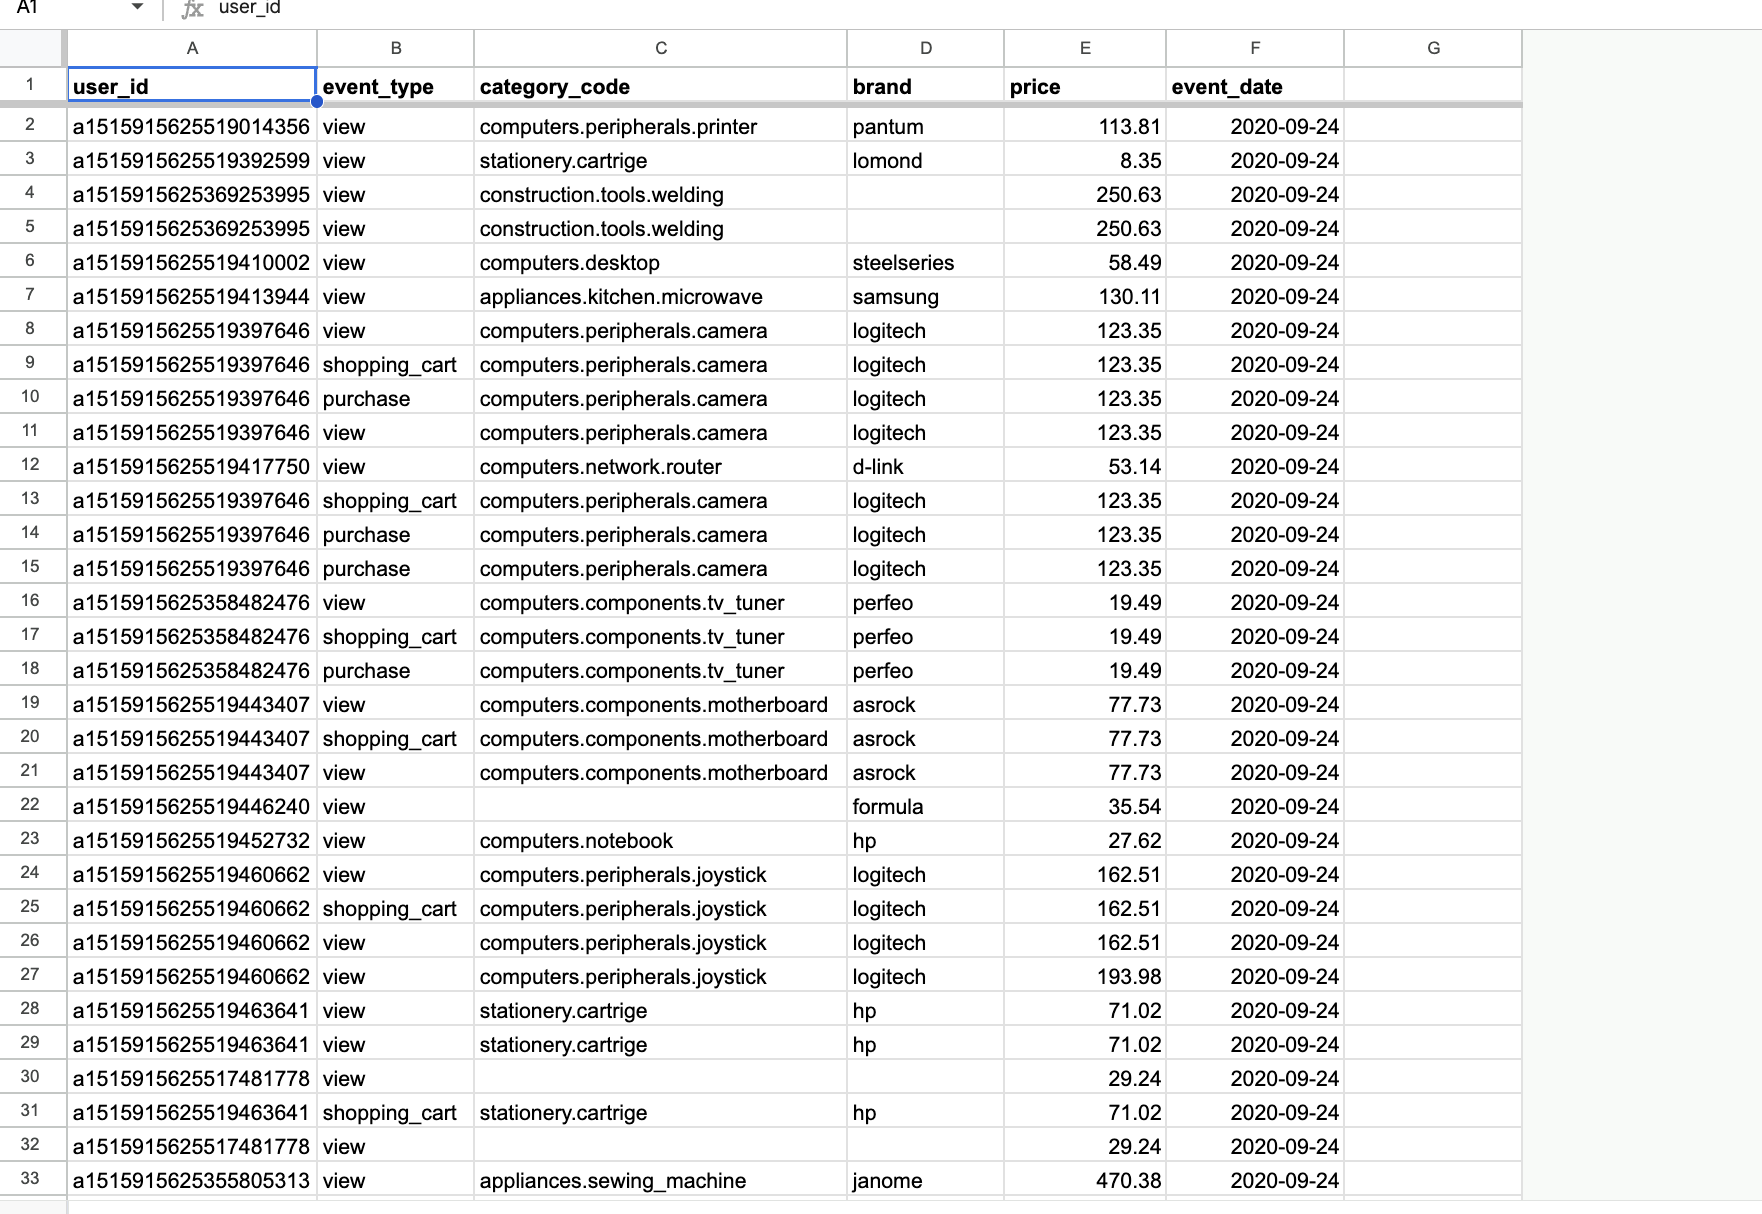 A1 fx user_id
A B C D E F G
1 user_id event_type category_code brand price event_date
2 a1515915625519014356 view computers.peripherals.printer pantum 113.81 2020-09-24
3 a1515915625519392599 view stationery.cartrige lomond 8.35 2020-09-24
4 a1515915625369253995 view construction.tools.welding 250.63 2020-09-24
5 a1515915625369253995 view construction.tools.welding 250.63 2020-09-24
6 a1515915625519410002 view computers.desktop steelseries 58.49 2020-09-24
7 a1515915625519413944 view appliances.kitchen.microwave samsung 130.11 2020-09-24
8 a1515915625519397646 view computers.peripherals.camera logitech 123.35 2020-09-24
9 a1515915625519397646 shopping_cart computers.peripherals.camera logitech 123.35 2020-09-24
10 a1515915625519397646 purchase computers.peripherals.camera logitech 123.35 2020-09-24
11 a1515915625519397646 view computers.peripherals.camera logitech 123.35 2020-09-24
12 a1515915625519417750 view computers.network.router d-link 53.14 2020-09-24
13 a1515915625519397646 shopping_cart computers.peripherals.camera logitech 123.35 2020-09-24
14 a1515915625519397646 purchase computers.peripherals.camera logitech 123.35 2020-09-24
15 a1515915625519397646 purchase computers.peripherals.camera logitech 123.35 2020-09-24
16 a1515915625358482476 view computers.components.tv_tuner perfeo 19.49 2020-09-24
17 a1515915625358482476 shopping_cart computers.components.tv_tuner perfeo 19.49 2020-09-24
18 a1515915625358482476 purchase computers.components.tv_tuner perfeo 19.49 2020-09-24
19 a1515915625519443407 view computers.components.motherboard asrock 77.73 2020-09-24
20 a1515915625519443407 shopping_cart computers.components.motherboard asrock 77.73 2020-09-24
21 a1515915625519443407 view computers.components.motherboard asrock 77.73 2020-09-24
22 a1515915625519446240 view formula 35.54 2020-09-24
23 a1515915625519452732 view computers.notebook hp 27.62 2020-09-24
24 a1515915625519460662 view computers.peripherals.joystick logitech 162.51 2020-09-24
25 a1515915625519460662 shopping_cart computers.peripherals.joystick logitech 162.51 2020-09-24
26 a1515915625519460662 view computers.peripherals.joystick logitech 162.51 2020-09-24
27 a1515915625519460662 view computers.peripherals.joystick logitech 193.98 2020-09-24
28 a1515915625519463641 view stationery.cartrige hp 71.02 2020-09-24
29 a1515915625519463641 view stationery.cartrige hp 71.02 2020-09-24
30 a1515915625517481778 view 29.24 2020-09-24
31 a1515915625519463641 shopping_cart stationery.cartrige hp 71.02 2020-09-24
32 a1515915625517481778 view 29.24 2020-09-24
33 a1515915625355805313 view appliances.sewing_machine janome 470.38 2020-09-24